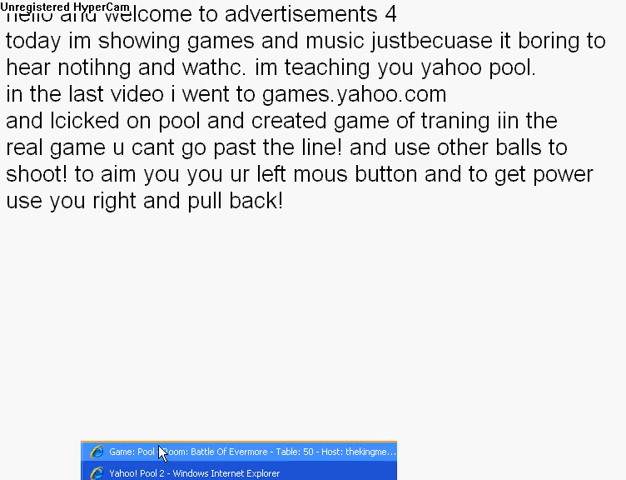 Unregistered HyperCam
hello and welcome to advertisements 4
today im showing games and music justbecuase it boring to
hear notihng and wathc. im teaching you yahoo pool.
in the last video i went to games.yahoo.com
and lcicked on pool and created game of traning iin the
real game u cant go past the line! and use other balls to
shoot! to aim you you ur left mous button and to get power
use you right and pull back!
Game: Pool - Room: Battle Of Evermore - Table: 50 - Host: thekingme...
Yahoo! Pool 2 - Windows Internet Explorer